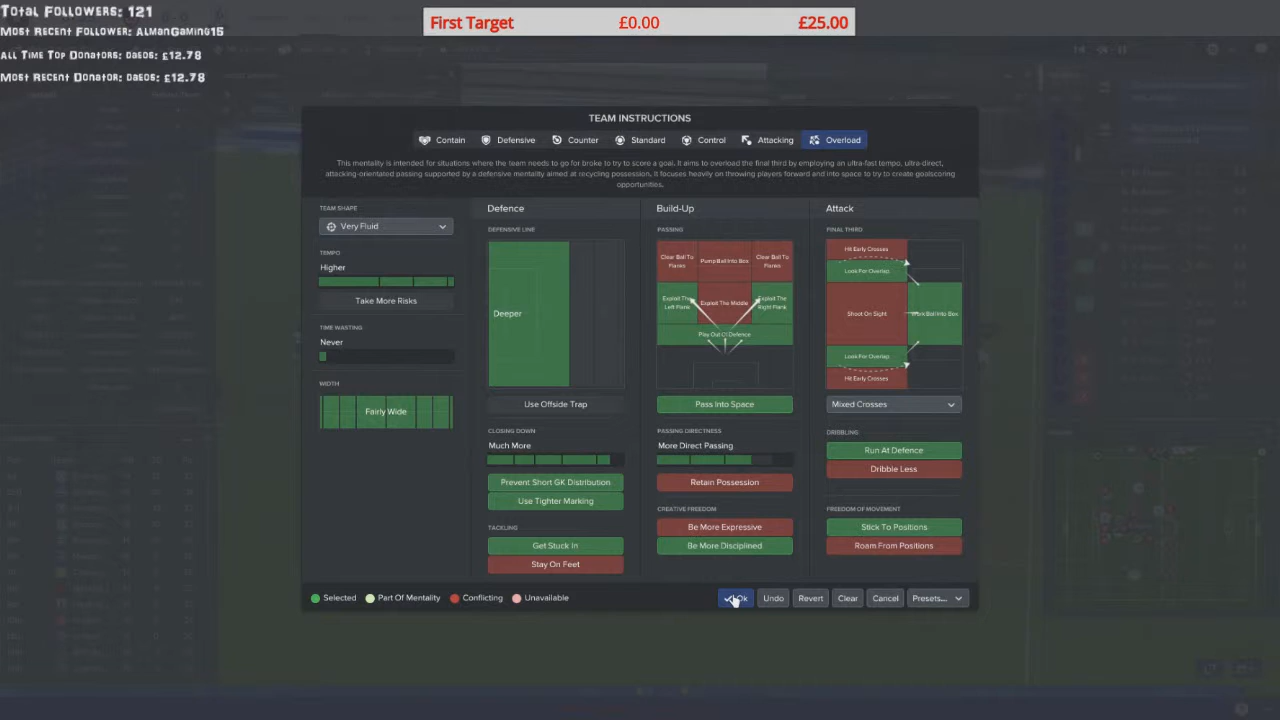 Total Followers: 121
Most Recent Follower: AlmanGaming15
All Time Top Donators: daeds: £12.78
Most Recent Donator: daeds: £12.78
First Target £0.00 £25.00
TEAM INSTRUCTIONS
Contain Defensive Counter Standard Control Attacking Overload
This mentality is intended for situations where the team needs to go for broke to try to score a goal. It aims to overload the final third by employing an ultra-fast tempo, ultra-direct,
attacking-orientated passing supported by a defensive mentality aimed at recycling possession. It focuses heavily on throwing players forward and into space to try to create goalscoring
opportunities.
TEAM SHAPE
Very Fluid
TEMPO
Higher
Take More Risks
TIME WASTING
Never
WIDTH
Fairly Wide
Defence
DEFENSIVE LINE
Deeper
Use Offside Trap
CLOSING DOWN
Much More
Prevent Short GK Distribution
Use Tighter Marking
TACKLING
Get Stuck In
Stay On Feet
Build-Up
PASSING
Clear Ball To Flanks
Pump Ball Into Box
Clear Ball To Flanks
Exploit The Left Flank
Exploit The Middle
Exploit The Right Flank
Play Out Of Defence
Pass Into Space
PASSING DIRECTNESS
More Direct Passing
Retain Possession
CREATIVE FREEDOM
Be More Expressive
Be More Disciplined
Attack
FINAL THIRD
Hit Early Crosses
Look For Overlap
Shoot On Sight
Work Ball Into Box
Look For Overlap
Hit Early Crosses
Mixed Crosses
DRIBBLING
Run At Defence
Dribble Less
FREEDOM OF MOVEMENT
Stick To Positions
Roam From Positions
Selected Part Of Mentality Conflicting Unavailable
Ok Undo Revert Clear Cancel Presets...